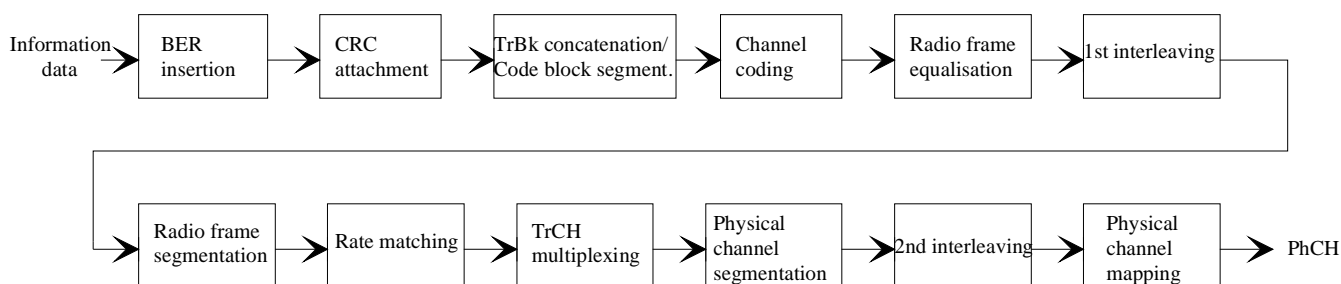 Information
data
BER
insertion
CRC
attachment
TrBk concatenation/
Code block segment.
Channel
coding
Radio frame
equalisation
1st interleaving
Radio frame
segmentation
Rate matching
TrCH
multiplexing
Physical
channel
segmentation
2nd interleaving
Physical
channel
mapping
PhCH